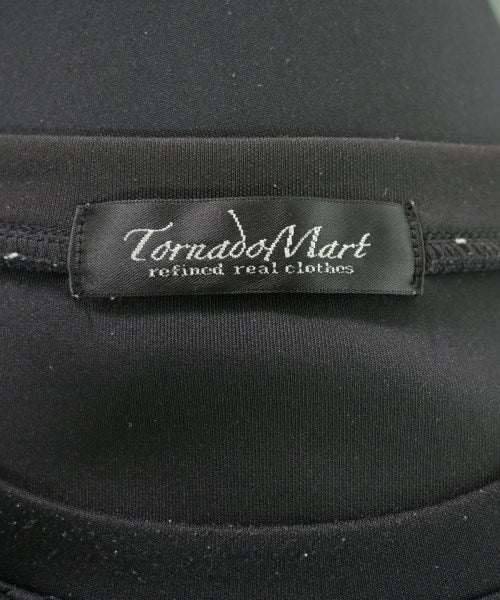 TornadoMart
refined real clothes